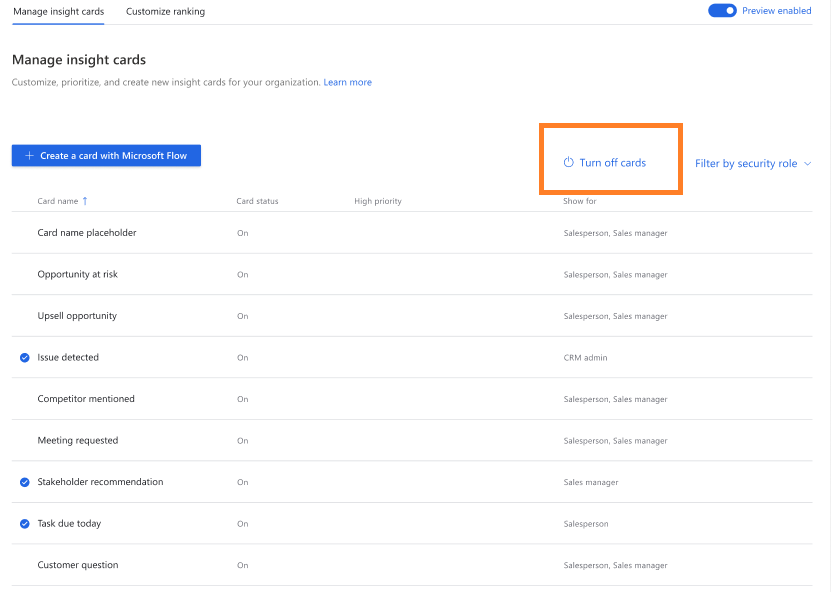 Manage insight cards Customize ranking Preview enabled
Manage insight cards
Customize, prioritize, and create new insight cards for your organization. Learn more
Create a card with Microsoft Flow Turn off cards Filter by security role
Card name Card status High priority Show for
Card name placeholder On Salesperson, Sales manager
Opportunity at risk On Salesperson, Sales manager
Upsell opportunity On Salesperson, Sales manager
Issue detected On CRM admin
Competitor mentioned On Salesperson, Sales manager
Meeting requested On Salesperson, Sales manager
Stakeholder recommendation On Sales manager
Task due today On Salesperson
Customer question On Salesperson, Sales manager